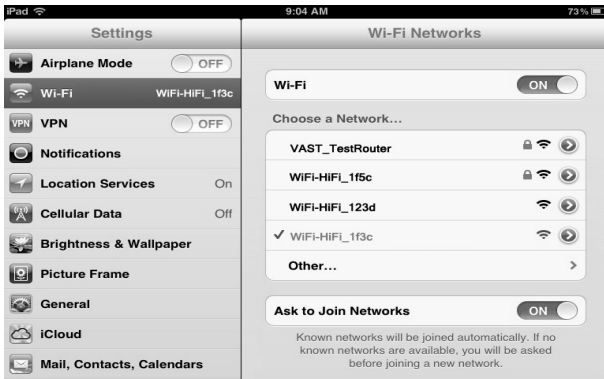 iPad 9:04 AM 73%
Settings
Airplane Mode OFF
Wi-Fi WiFi-HiFi_1f3c
VPN VPN OFF
Notifications
Location Services On
Cellular Data Off
Brightness & Wallpaper
Picture Frame
General
iCloud
Mail, Contacts, Calendars
Wi-Fi Networks
Wi-Fi ON
Choose a Network...
VAST_TestRouter
WiFi-HiFi_1f5c
WiFi-HiFi_123d
WiFi-HiFi_1f3c
Other...
Ask to Join Networks ON
Known networks will be joined automatically. If no
known networks are available, you will be asked
before joining a new network.